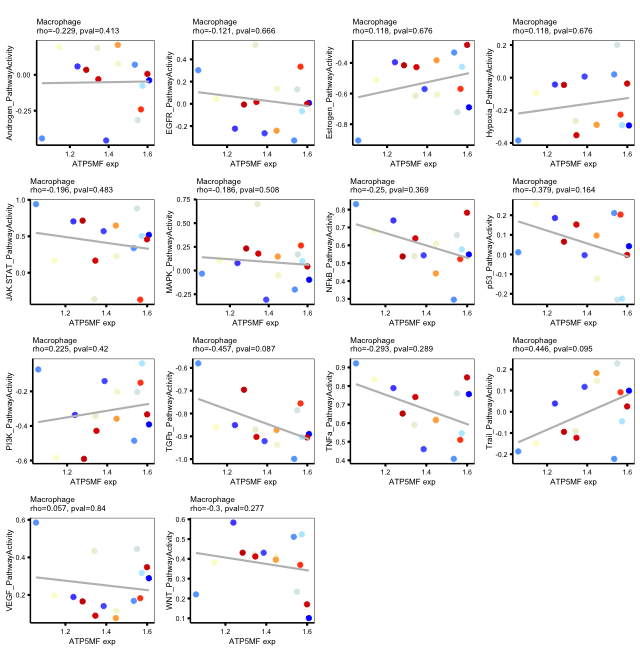 Macrophage
rho=-0.229, pval=0.413
Androgen_PathwayActivity
0.00
-0.25
1.2
1.4
1.6
ATP5MF exp
Macrophage
rho=-0.121, pval=0.666
EGFR_PathwayActivity
0.4
0.2
0.0
-0.2
1.2
1.4
1.6
ATP5MF exp
Macrophage
rho=0.118, pval=0.676
Estrogen_PathwayActivity
-0.4
-0.6
-0.8
1.2
1.4
1.6
ATP5MF exp
Macrophage
rho=0.118, pval=0.676
Hypoxia_PathwayActivity
0.2
0.0
-0.2
-0.4
1.2
1.4
1.6
ATP5MF exp
Macrophage
rho=-0.196, pval=0.483
JAK.STAT_PathwayActivity
1.0
0.5
0.0
1.2
1.4
1.6
ATP5MF exp
Macrophage
rho=-0.186, pval=0.508
MAPK_PathwayActivity
0.75
0.50
0.25
0.00
-0.25
1.2
1.4
1.6
ATP5MF exp
Macrophage
rho=-0.25, pval=0.369
NFkB_PathwayActivity
0.8
0.7
0.6
0.5
0.4
0.3
1.2
1.4
1.6
ATP5MF exp
Macrophage
rho=-0.379, pval=0.164
p53_PathwayActivity
0.2
0.1
0.0
-0.1
-0.2
1.2
1.4
1.6
ATP5MF exp
Macrophage
rho=0.225, pval=0.42
PI3K_PathwayActivity
-0.2
-0.4
-0.6
1.2
1.4
1.6
ATP5MF exp
Macrophage
rho=-0.457, pval=0.087
TGFb_PathwayActivity
-0.6
-0.7
-0.8
-0.9
-1.0
1.2
1.4
1.6
ATP5MF exp
Macrophage
rho=-0.293, pval=0.289
TNFa_PathwayActivity
0.9
0.8
0.7
0.6
0.5
0.4
1.2
1.4
1.6
ATP5MF exp
Macrophage
rho=0.446, pval=0.095
Trail_PathwayActivity
0.2
0.1
0.0
-0.1
-0.2
1.2
1.4
1.6
ATP5MF exp
Macrophage
rho=0.057, pval=0.84
VEGF_PathwayActivity
0.6
0.4
0.2
1.2
1.4
1.6
ATP5MF exp
Macrophage
rho=-0.3, pval=0.277
WNT_PathwayActivity
0.6
0.5
0.4
0.3
0.2
0.1
1.2
1.4
1.6
ATP5MF exp